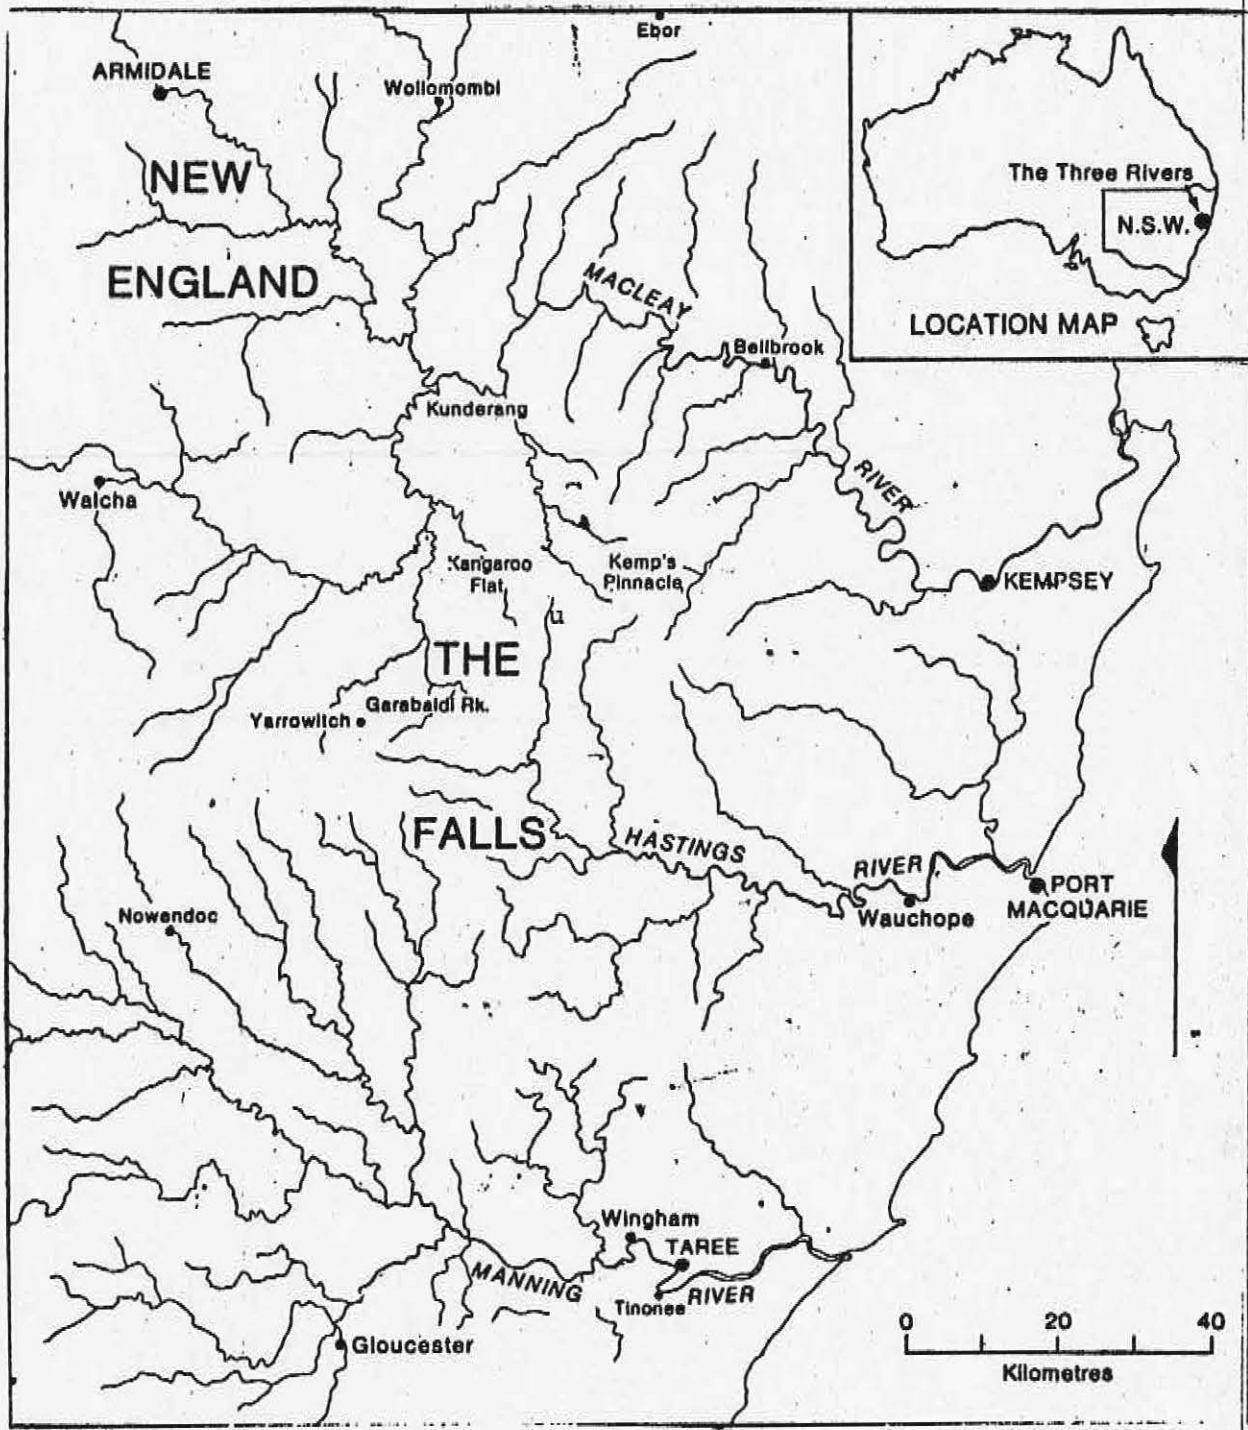 Ebor
ARMIDALE
Wollomombi
NEW
The Three Rivers
N.S.W.
ENGLAND
MACLEAY
LOCATION MAP
Bellbrook
Kunderang
RIVER
Walcha
Kangaroo
Flat
Kemp's
Pinnacle
KEMPSEY
u
THE
Garabaldi Rk.
Yarrowitch
FALLS
HASTINGS
RIVER
PORT
MACQUARIE
Wauchope
Nowendoc
Wingham
TAREE
MANNING
RIVER
Tinonee
Gloucester
0 20 40
Kilometres